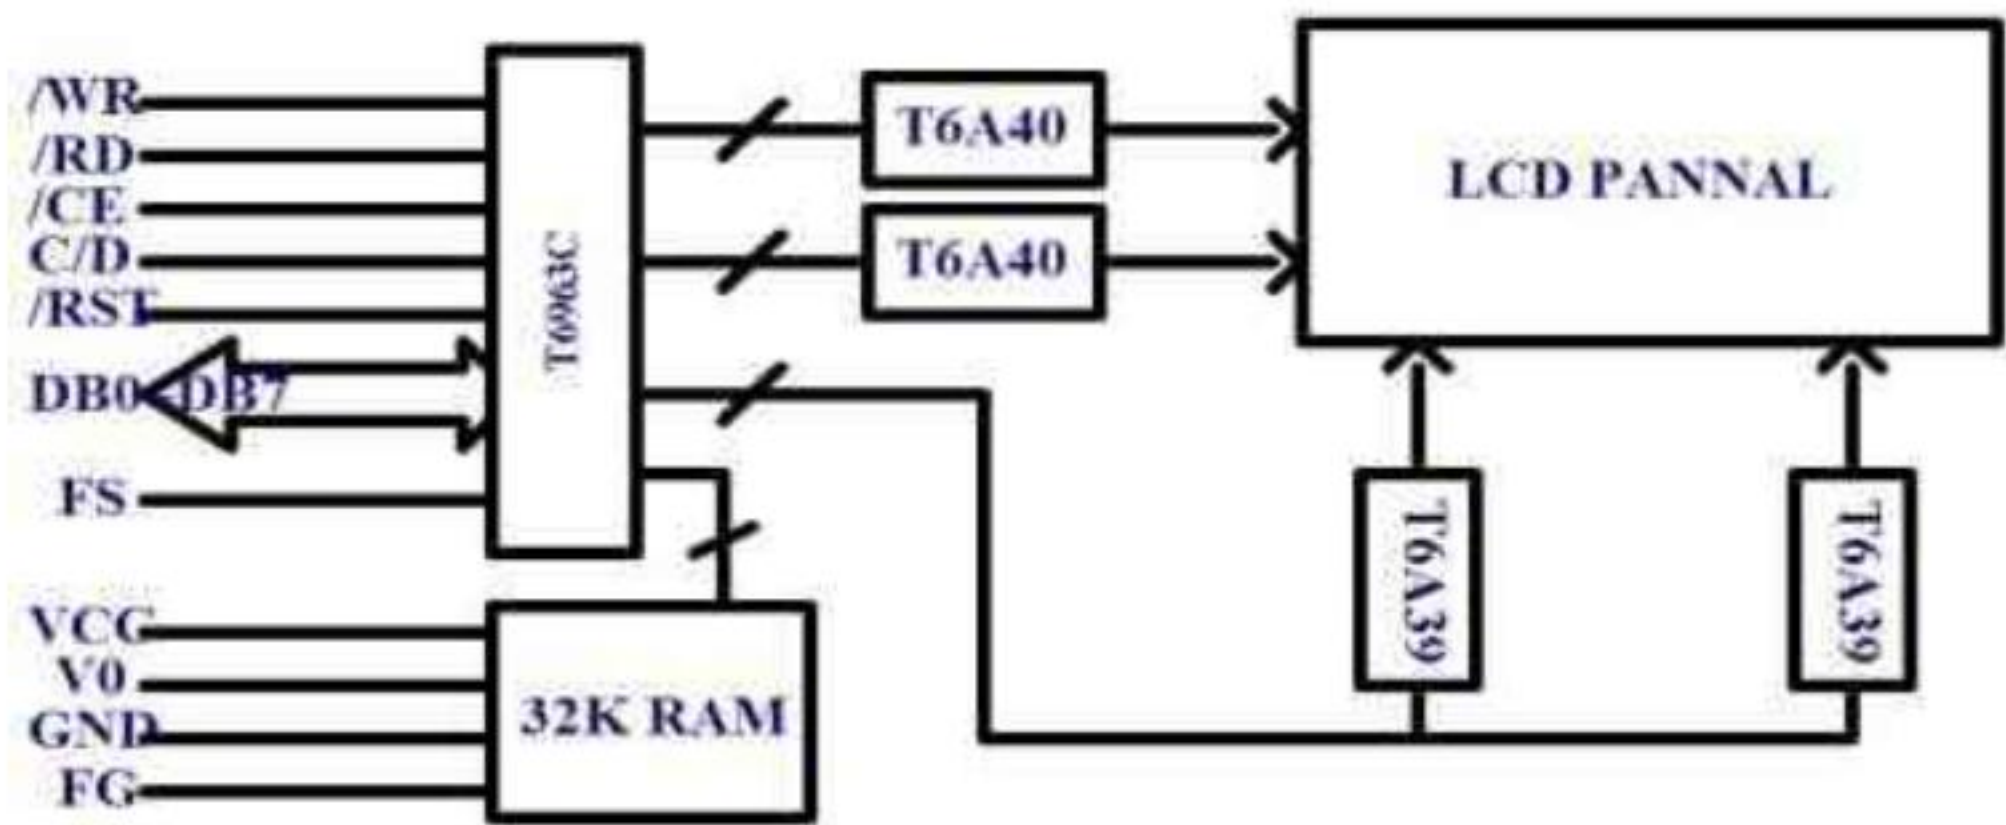 /WR
/RD
/CE
C/D
/RST
DB0~DB7
FS
VCG
V0
GND
FG
T6963C
32K RAM
T6A40
T6A40
LCD PANNAL
T6A39
T6A39